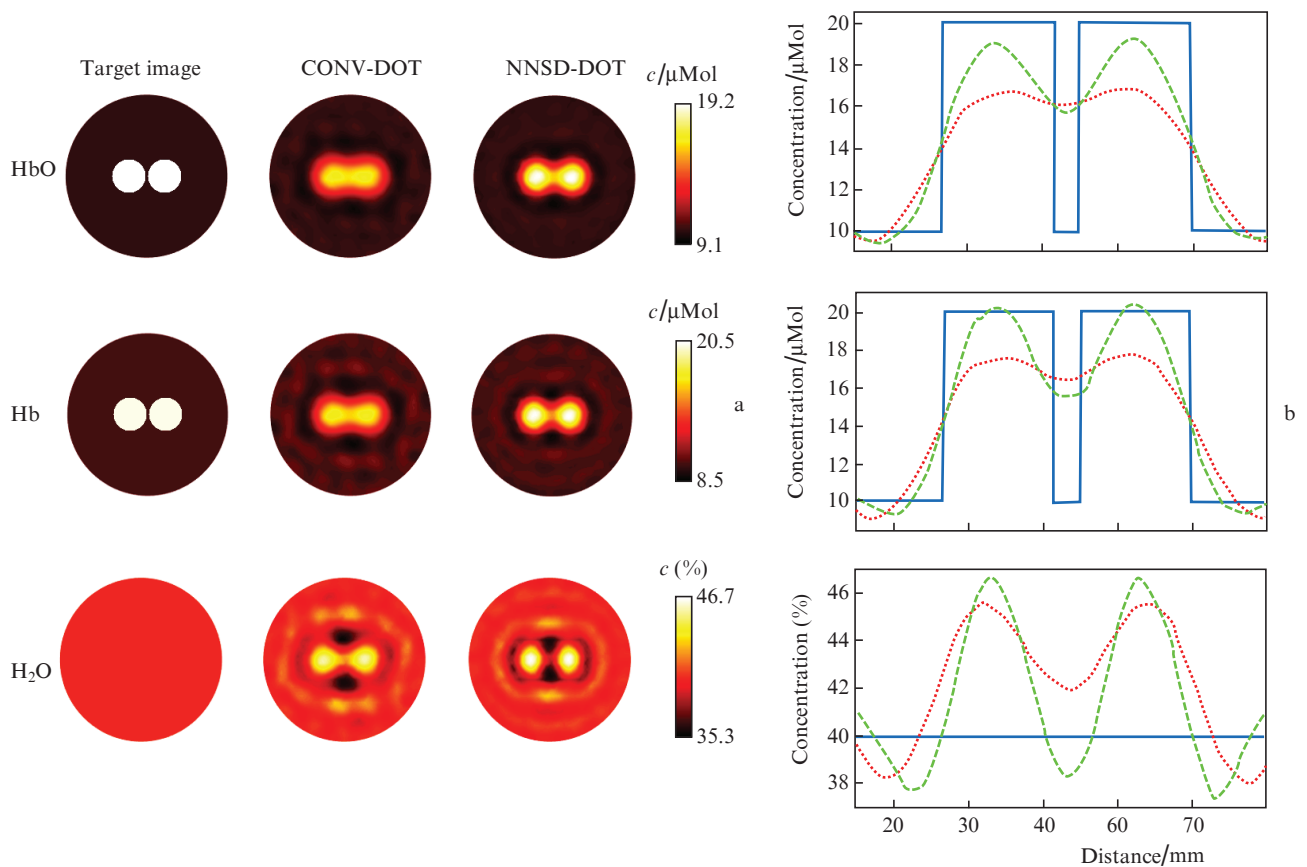 Target image
CONV-DOT
NNSD-DOT
c/μMol
19.2
9.1
HbO
c/μMol
20.5
8.5
Hb
a
c (%)
46.7
35.3
H₂O
Concentration/μMol
20
18
16
14
12
10
Concentration/μMol
20
18
16
14
12
10
b
Concentration (%)
46
44
42
40
38
20 30 40 50 60 70
Distance/mm